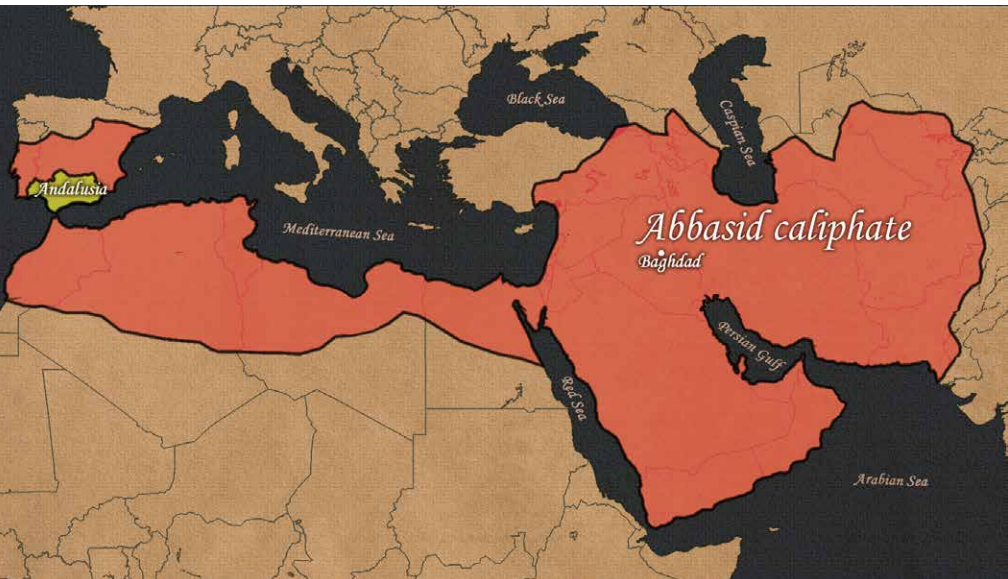 Black Sea
Caspian Sea
Andalusia
Mediterranean Sea
Abbasid caliphate
Baghdad
Persian Gulf
Red Sea
Arabian Sea